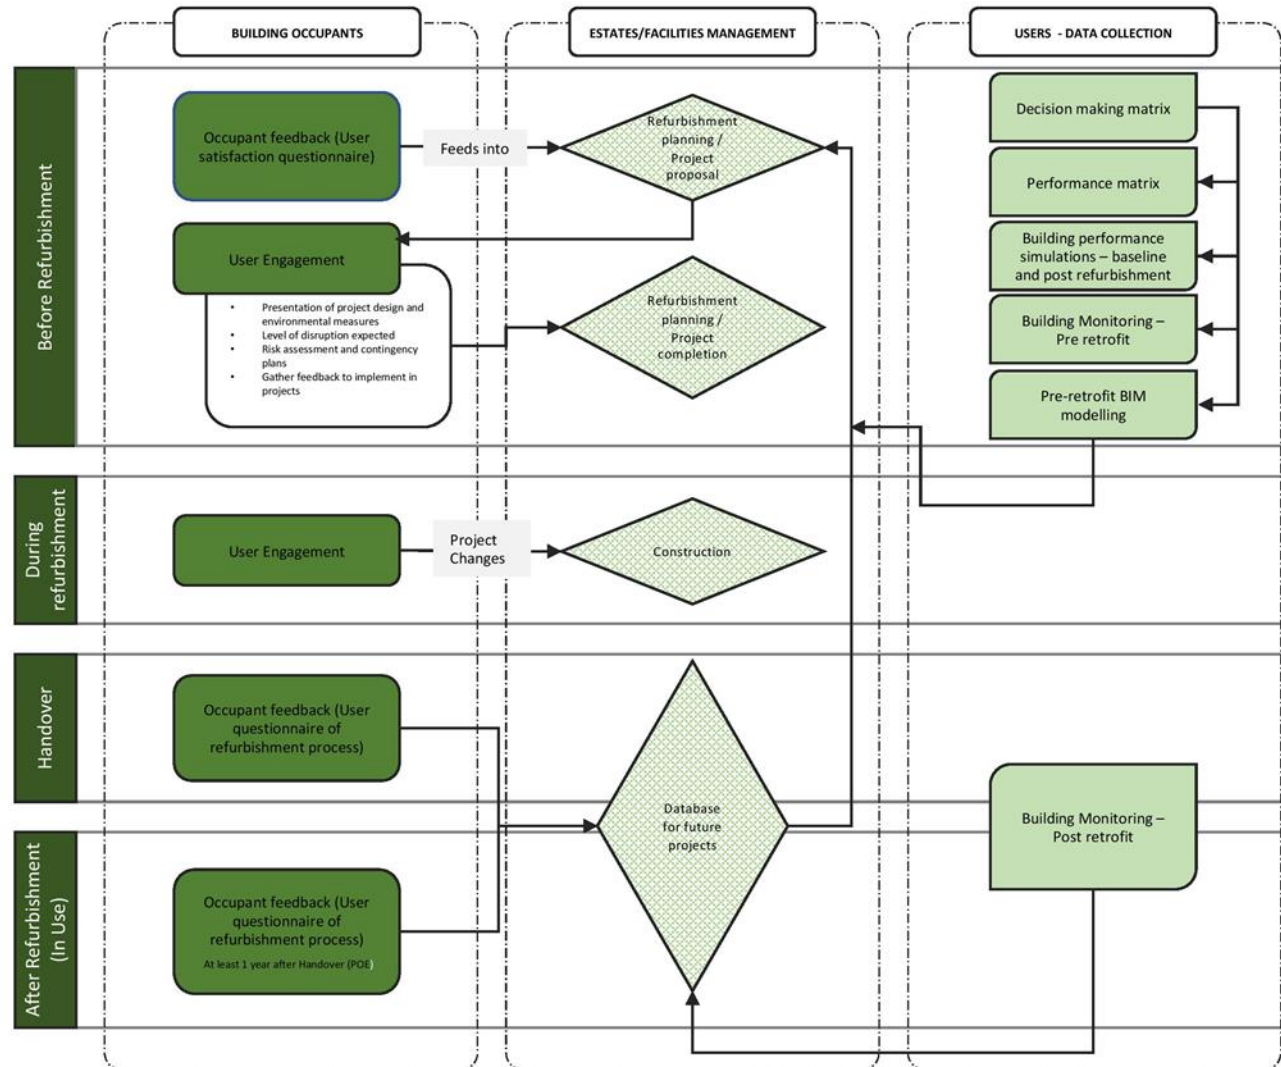 BUILDING OCCUPANTS
ESTATES/FACILITIES MANAGEMENT
USERS - DATA COLLECTION
Before Refurbishment
Occupant feedback (User
satisfaction questionnaire)
Feeds into
Refurbishment
planning /
Project
proposal
Decision making matrix
Performance matrix
User Engagement
• Presentation of project design and
environmental measures
• Level of disruption expected
• Risk assessment and contingency
plans
• Gather feedback to implement in
projects
Refurbishment
planning /
Project
completion
Building performance
simulations – baseline
and post refurbishment
Building Monitoring –
Pre retrofit
Pre-retrofit BIM
modelling
During
refurbishment
User Engagement
Project
Changes
Construction
Handover
Occupant feedback (User
questionnaire of
refurbishment process)
Database
for future
projects
Building Monitoring –
Post retrofit
After Refurbishment
(In Use)
Occupant feedback (User
questionnaire of
refurbishment process)
At least 1 year after Handover (POE)